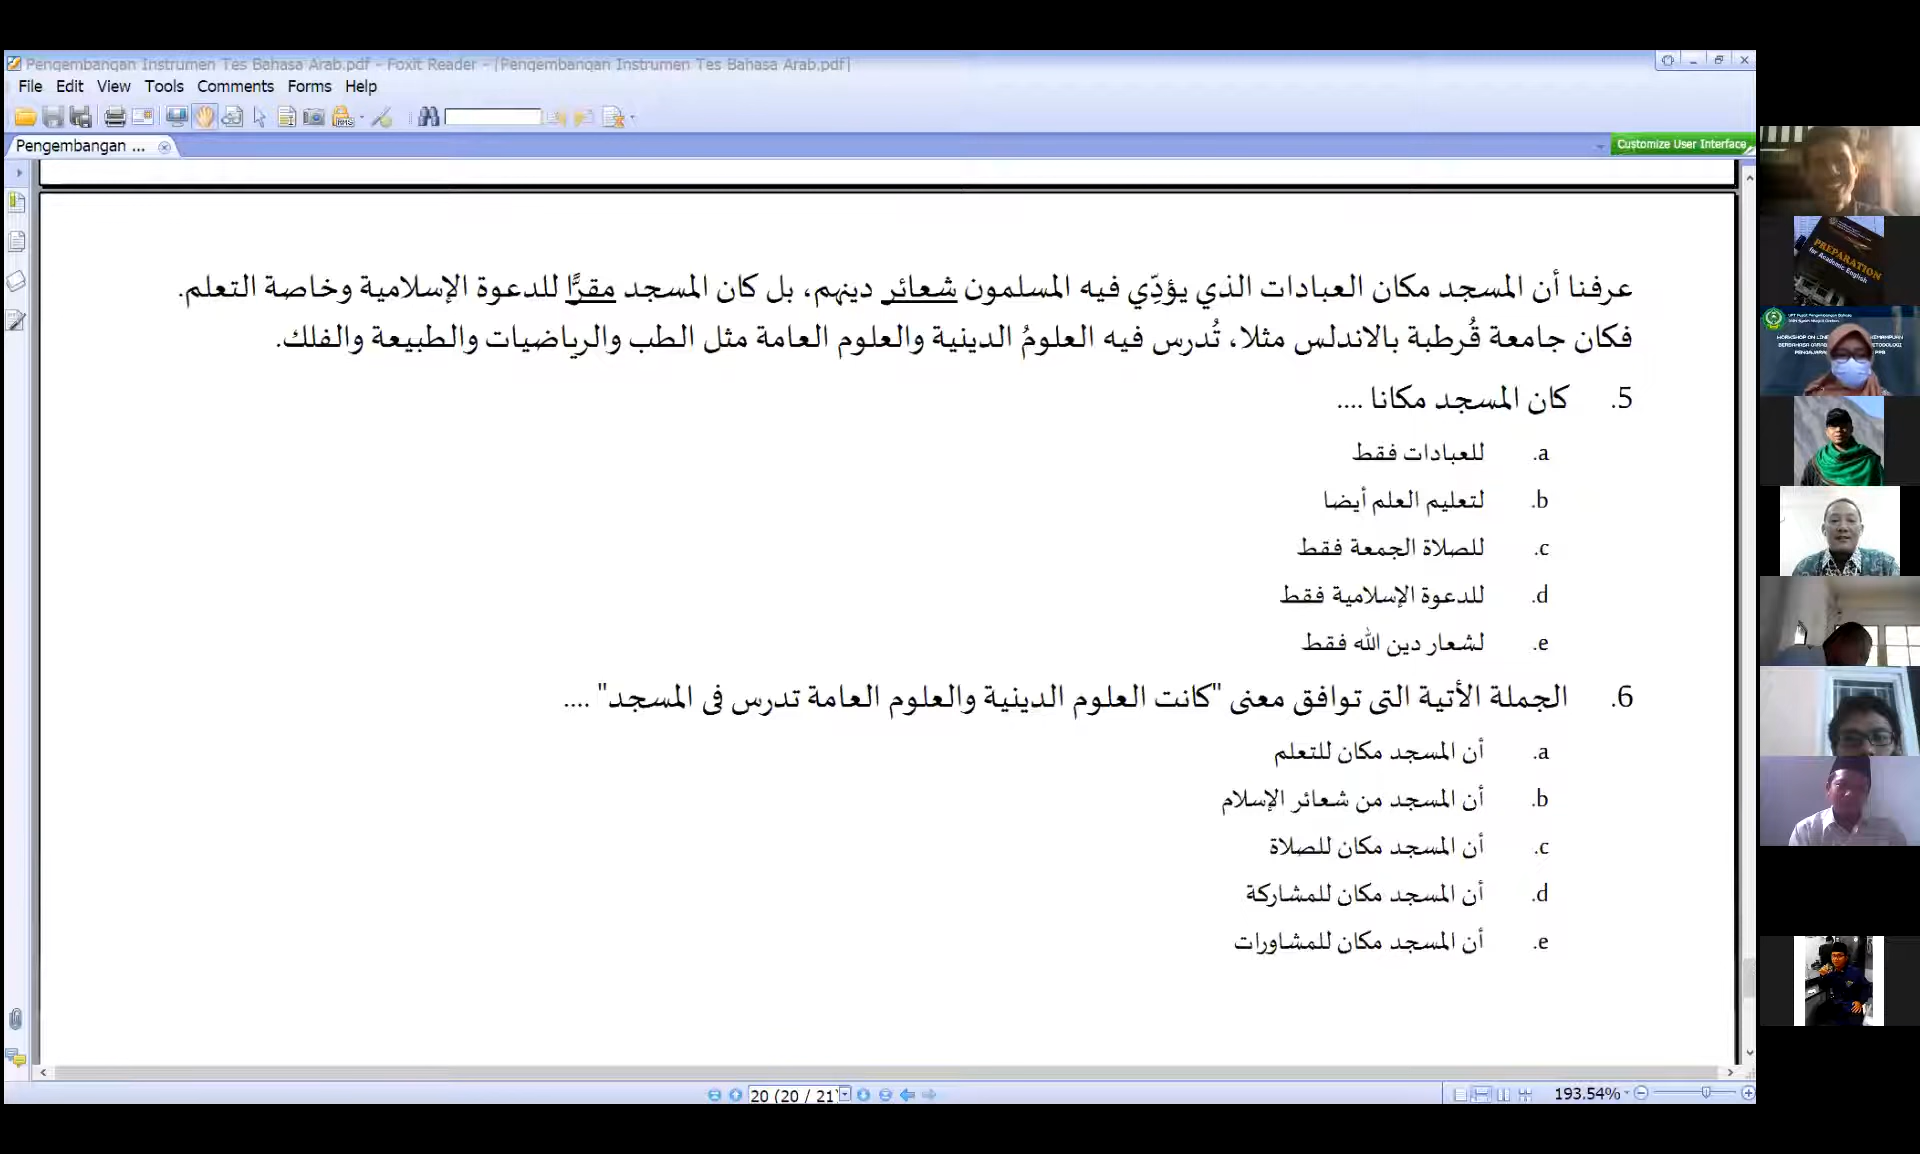 Pengembangan Instrumen Tes Bahasa Arab.pdf - Foxit Reader - [Pengembangan Instrumen Tes Bahasa Arab.pdf]
File Edit View Tools Comments Forms Help
Pengembangan ...
Customize User Interface
عرفنا أن المسجد مكان العبادات الذي يؤدِّي فيه المسلمون شعائر دينهم، بل كان المسجد مقرًّا للدعوة الإسلامية وخاصة التعلم.
فكان جامعة قُرطبة بالاندلس مثلا، تُدرس فيه العلومُ الدينية والعلوم العامة مثل الطب والرياضيات والطبيعة والفلك.
5. كان المسجد مكانا ....
a. للعبادات فقط
b. لتعليم العلم أيضا
c. للصلاة الجمعة فقط
d. للدعوة الإسلامية فقط
e. لشعار دين الله فقط
6. الجملة الأتية التى توافق معنى "كانت العلوم الدينية والعلوم العامة تدرس فى المسجد" ....
a. أن المسجد مكان للتعلم
b. أن المسجد من شعائر الإسلام
c. أن المسجد مكان للصلاة
d. أن المسجد مكان للمشاركة
e. أن المسجد مكان للمشاورات
20 (20 / 21)
193.54%
PREPARATION
for Academic English